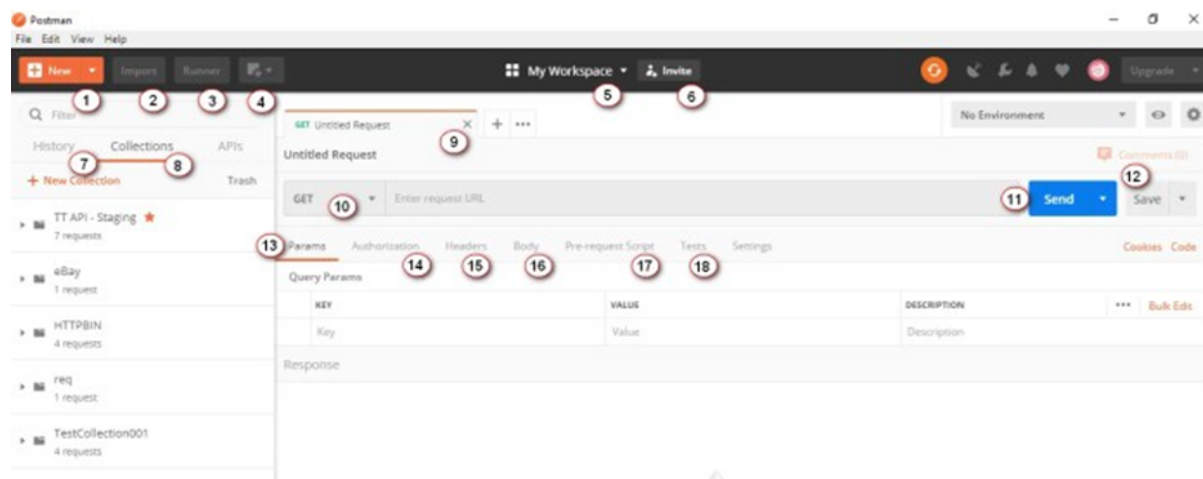 Postman
File Edit View Help
New Import Runner My Workspace Invite Upgrade
1 2 3 4 5 6
Filter
GET Untitled Request
9
No Environment
History Collections APIs
7 8
Untitled Request
Comments (0)
+ New Collection Trash
12
GET 10 Enter request URL 11 Send Save
TT API - Staging
7 requests
13 Params Authorization Headers Body Pre-request Script Tests Settings Cookies Code
14 15 16 17 18
eBay
1 request
Query Params
KEY VALUE DESCRIPTION ... Bulk Edit
Key Value Description
HTTPBIN
4 requests
Response
req
1 request
TestCollection001
4 requests